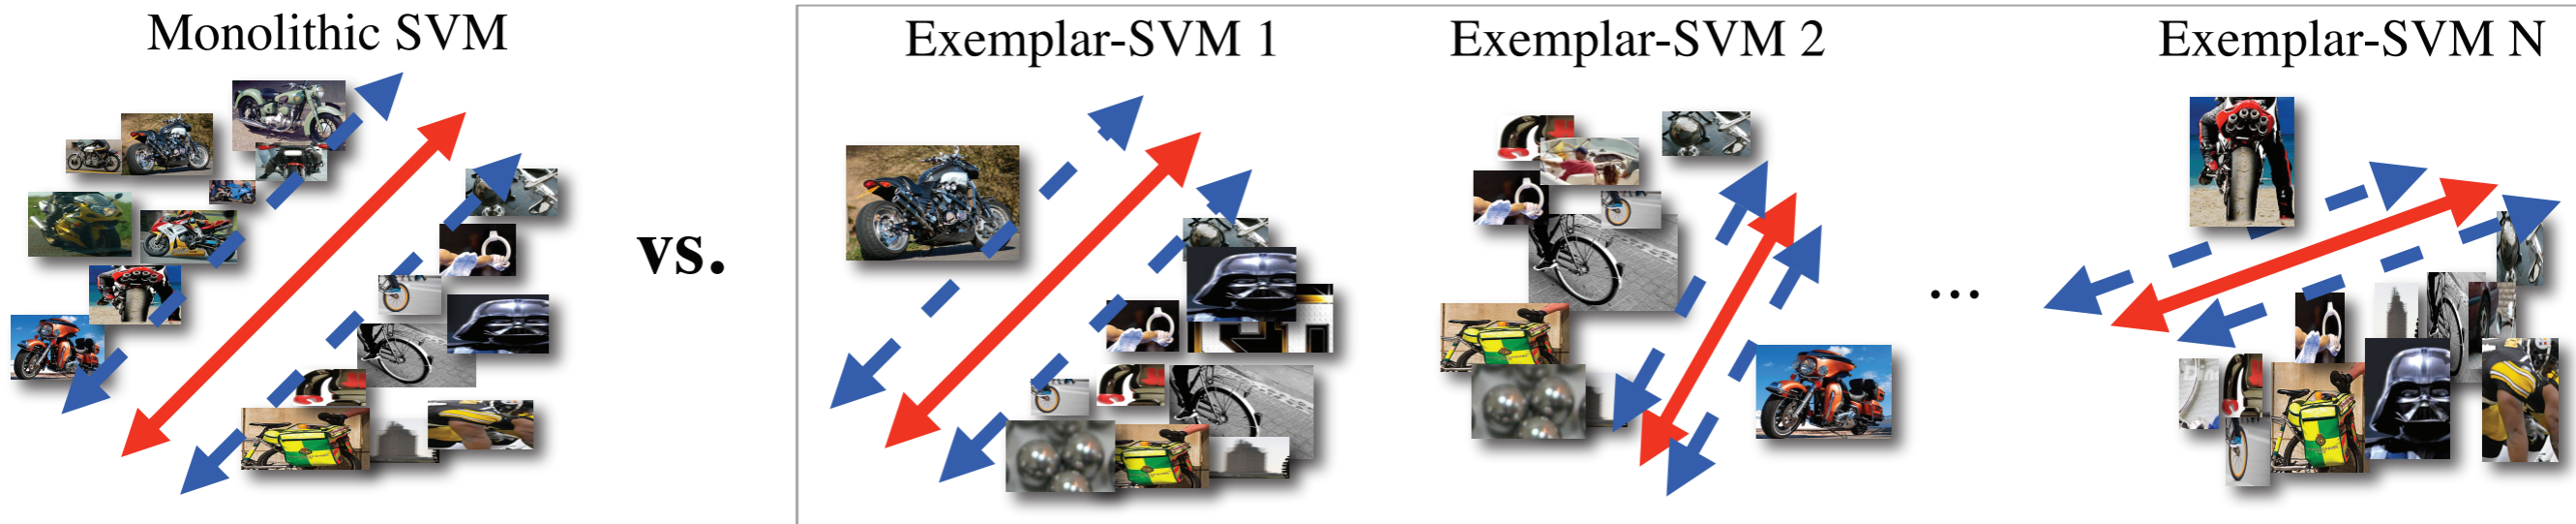 Monolithic SVM
vs.
Exemplar-SVM 1
Exemplar-SVM 2
...
Exemplar-SVM N